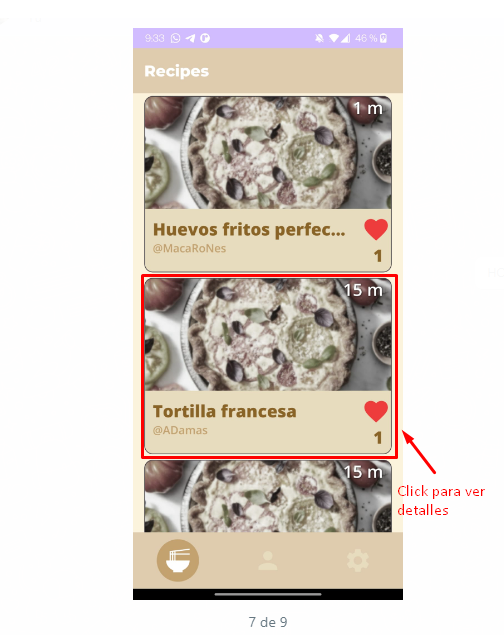 9:33
46 %
Recipes
1 m
Huevos fritos perfec...
@MacaRoNes
1
15 m
Tortilla francesa
@ADamas
1
Click para ver
detalles
15 m
7 de 9